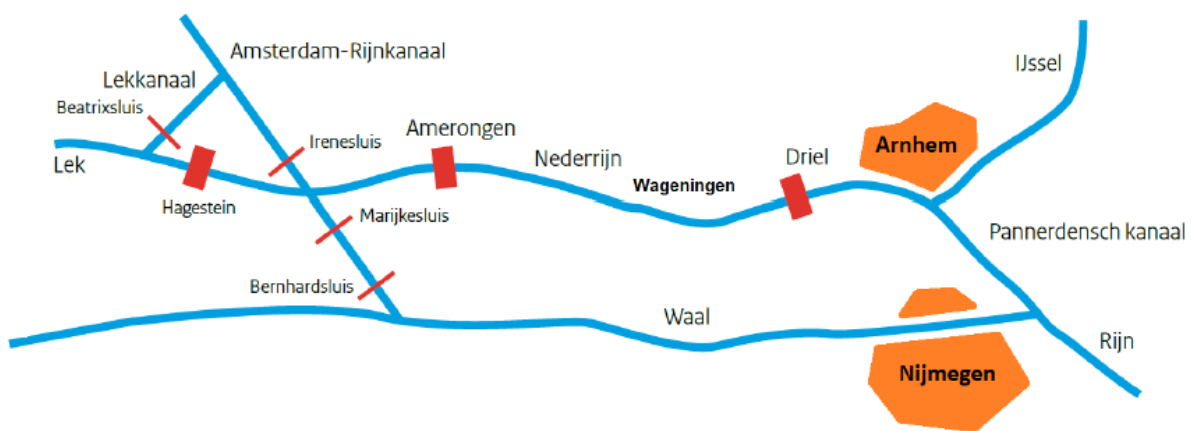 Amsterdam-Rijnkanaal
IJssel
Lekkanaal
Beatrixsluis
Amerongen
Irenesluis
Arnhem
Lek
Nederrijn
Driel
Wageningen
Hagestein
Marijkesluis
Pannerdensch kanaal
Bernhardsluis
Waal
Rijn
Nijmegen